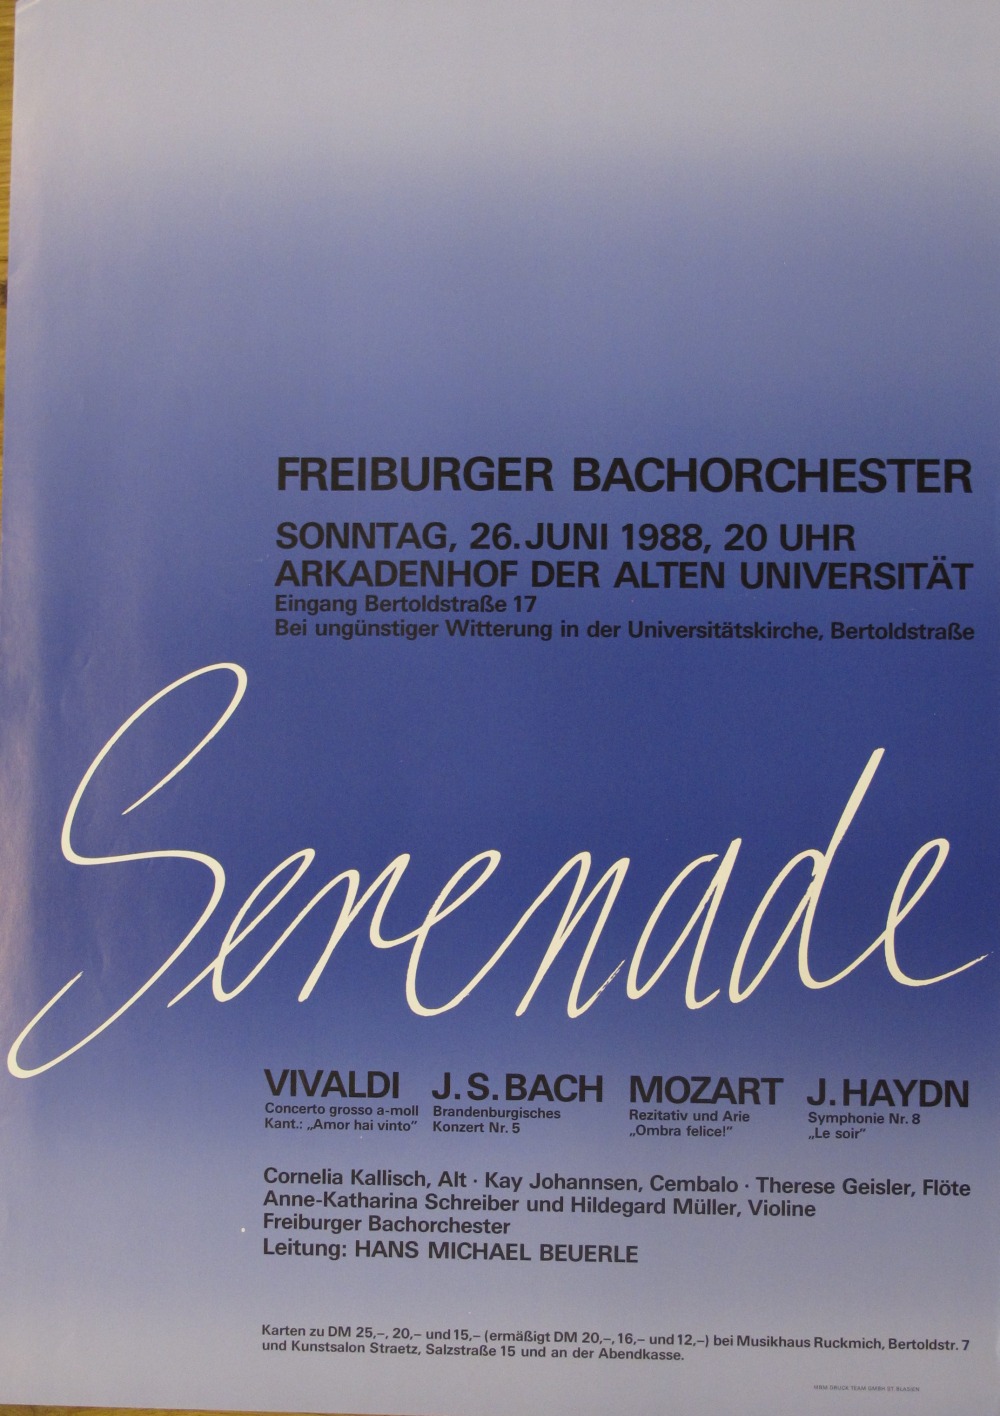 FREIBURGER BACHORCHESTER
SONNTAG, 26. JUNI 1988, 20 UHR
ARKADENHOF DER ALTEN UNIVERSITÄT
Eingang Bertoldstraße 17
Bei ungünstiger Witterung in der Universitätskirche, Bertoldstraße
Serenade
VIVALDI
Concerto grosso a-moll
Kant.: „Amor hai vinto“
J. S. BACH
Brandenburgisches
Konzert Nr. 5
MOZART
Rezitativ und Arie
„Ombra felice!“
J. HAYDN
Symphonie Nr. 8
„Le soir“
Cornelia Kallisch, Alt · Kay Johannsen, Cembalo · Therese Geisler, Flöte
Anne-Katharina Schreiber und Hildegard Müller, Violine
Freiburger Bachorchester
Leitung: HANS MICHAEL BEUERLE
Karten zu DM 25,–, 20,– und 15,– (ermäßigt DM 20,–, 16,– und 12,–) bei Musikhaus Ruckmich, Bertoldstr. 7
und Kunstsalon Straetz, Salzstraße 15 und an der Abendkasse.
DRUCK TEAM GMBH ST. BLASIEN